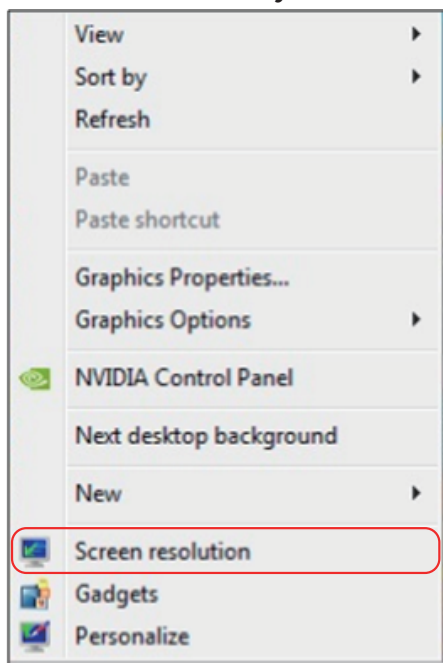 View
Sort by
Refresh
Paste
Paste shortcut
Graphics Properties...
Graphics Options
NVIDIA Control Panel
Next desktop background
New
Screen resolution
Gadgets
Personalize